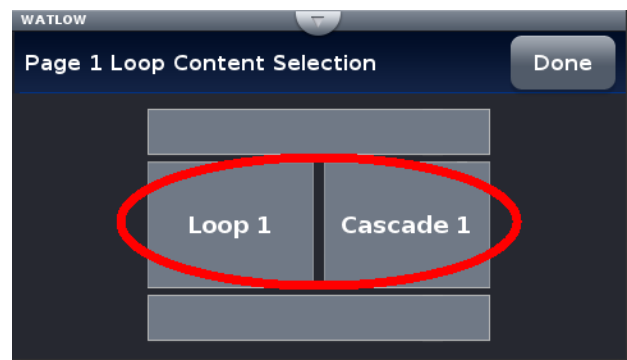 WATLOW
Page 1 Loop Content Selection
Done
Loop 1
Cascade 1